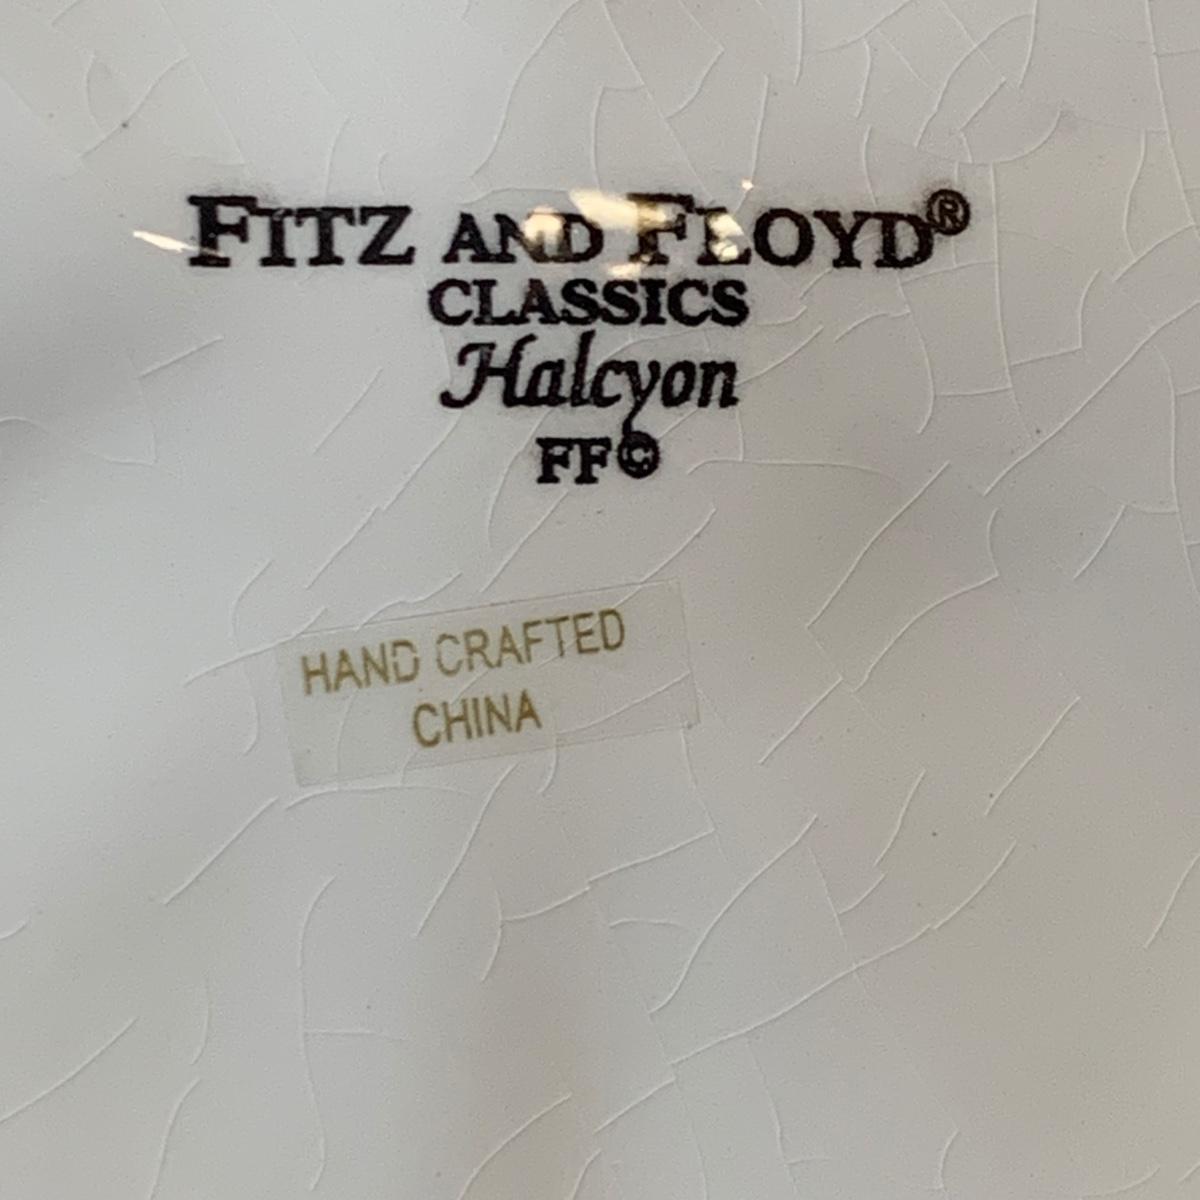 FITZ AND FLOYD®
CLASSICS
Halcyon
FF©
HAND CRAFTED
CHINA